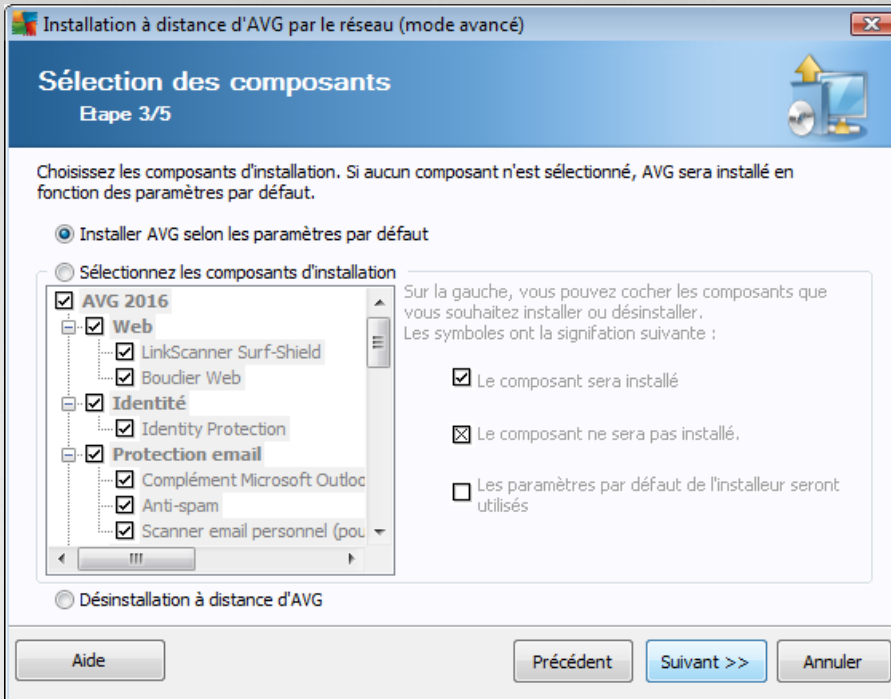 Installation à distance d'AVG par le réseau (mode avancé)
Sélection des composants
Etape 3/5
Choisissez les composants d'installation. Si aucun composant n'est sélectionné, AVG sera installé en
fonction des paramètres par défaut.
Installer AVG selon les paramètres par défaut
Sélectionnez les composants d'installation
AVG 2016
Web
LinkScanner Surf-Shield
Bouclier Web
Identité
Identity Protection
Protection email
Complément Microsoft Outloo
Anti-spam
Scanner email personnel (pou
Sur la gauche, vous pouvez cocher les composants que
vous souhaitez installer ou désinstaller.
Les symboles ont la signifation suivante :
Le composant sera installé
Le composant ne sera pas installé.
Les paramètres par défaut de l'installeur seront
utilisés
Désinstallation à distance d'AVG
Aide
Précédent
Suivant >>
Annuler